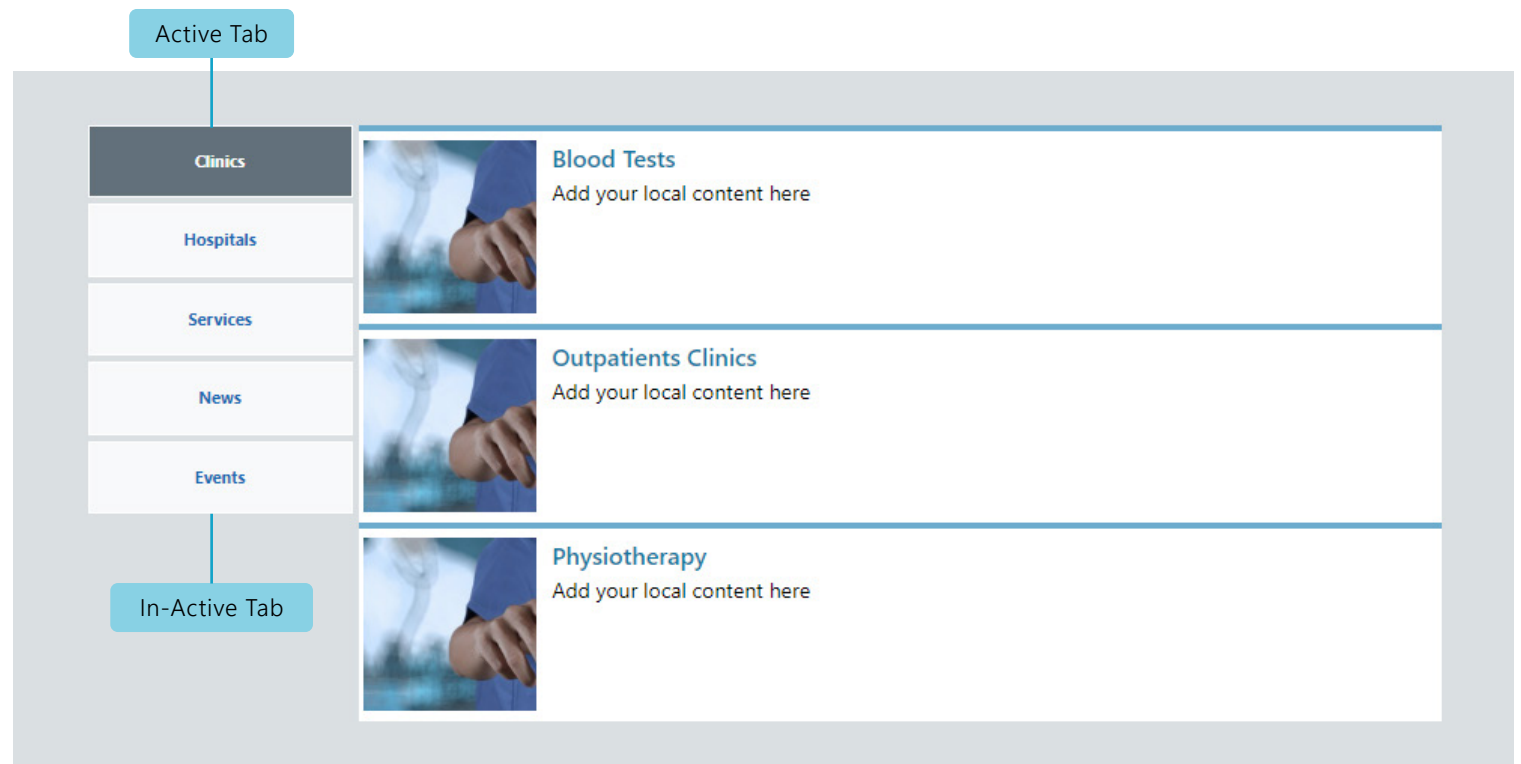 Active Tab
Clinics
Hospitals
Services
News
Events
In-Active Tab
Blood Tests
Add your local content here
Outpatients Clinics
Add your local content here
Physiotherapy
Add your local content here